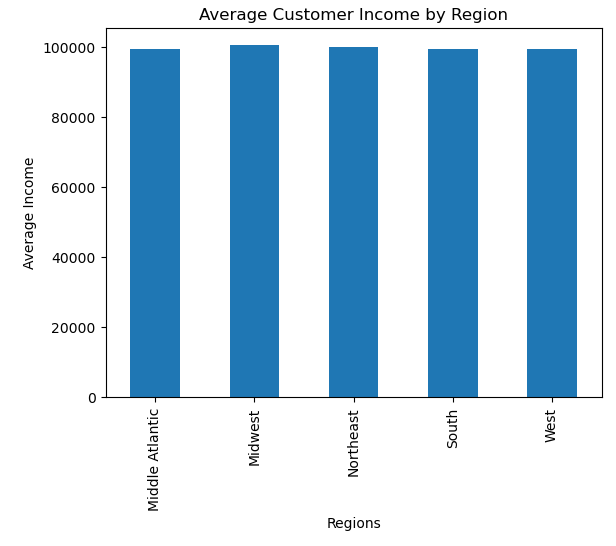 Average Customer Income by Region
100000
80000
60000
40000
20000
0
Average Income
Middle Atlantic
Midwest
Northeast
South
West
Regions